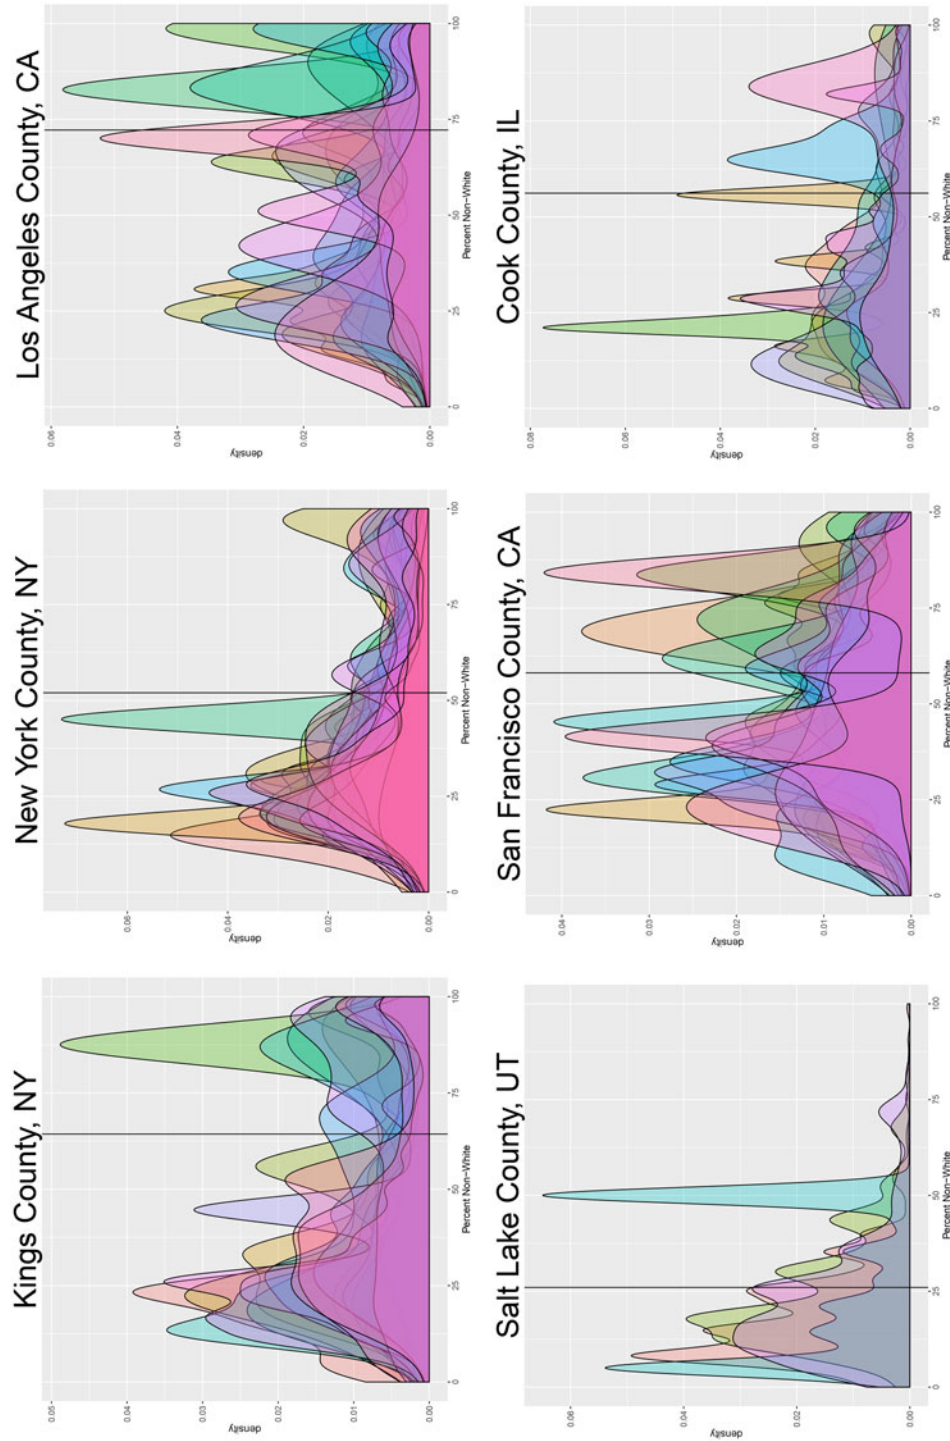 Kings County, NY
0.05
0.04
0.03
0.02
0.01
0.00
density
0 25 50 75 100
Percent Non−White
New York County, NY
0.06
0.04
0.02
0.00
density
0 25 50 75 100
Percent Non−White
Los Angeles County, CA
0.06
0.04
0.02
0.00
density
0 25 50 75 100
Percent Non−White
Salt Lake County, UT
0.06
0.04
0.02
0.00
density
0 25 50 75 100
Percent Non−White
San Francisco County, CA
0.04
0.03
0.02
0.01
0.00
density
0 25 50 75 100
Percent Non−White
Cook County, IL
0.08
0.06
0.04
0.02
0.00
density
0 25 50 75 100
Percent Non−White